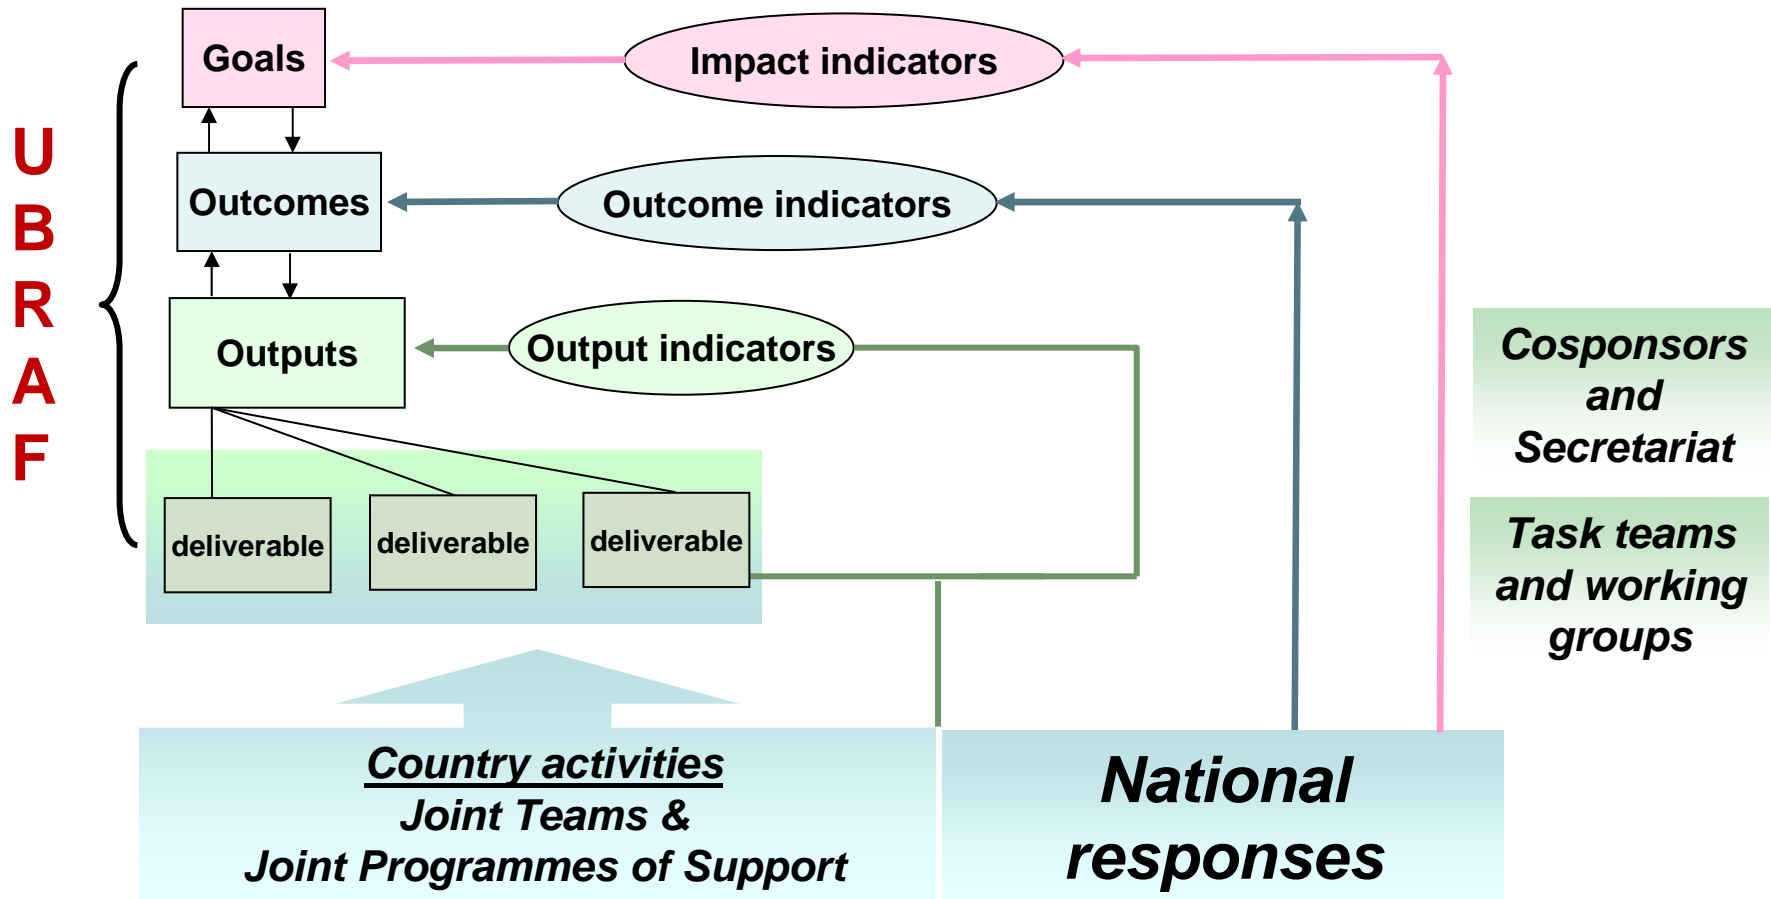 U
B
R
A
F
Goals
Impact indicators
Outcomes
Outcome indicators
Outputs
Output indicators
deliverable
deliverable
deliverable
Cosponsors
and
Secretariat
Task teams
and working
groups
Country activities
Joint Teams &
Joint Programmes of Support
National
responses